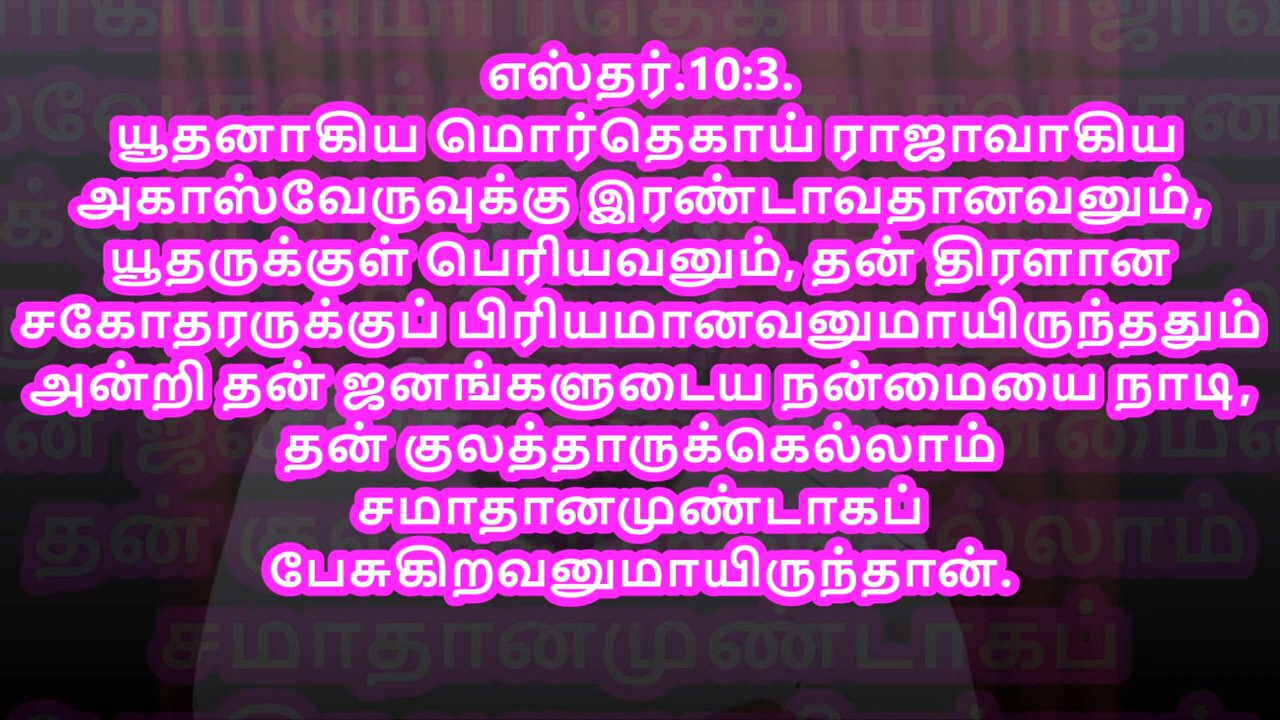 எஸ்தர்.10:3.
யூதனாகிய மொர்தெகாய் ராஜாவாகிய
அகாஸ்வேருவுக்கு இரண்டாவதானவனும்,
யூதருக்குள் பெரியவனும், தன் திரளான
சகோதரருக்குப் பிரியமானவனுமாயிருந்ததும்
அன்றி தன் ஜனங்களுடைய நன்மையை நாடி,
தன் குலத்தாருக்கெல்லாம்
சமாதானமுண்டாகப்
பேசுகிறவனுமாயிருந்தான்.